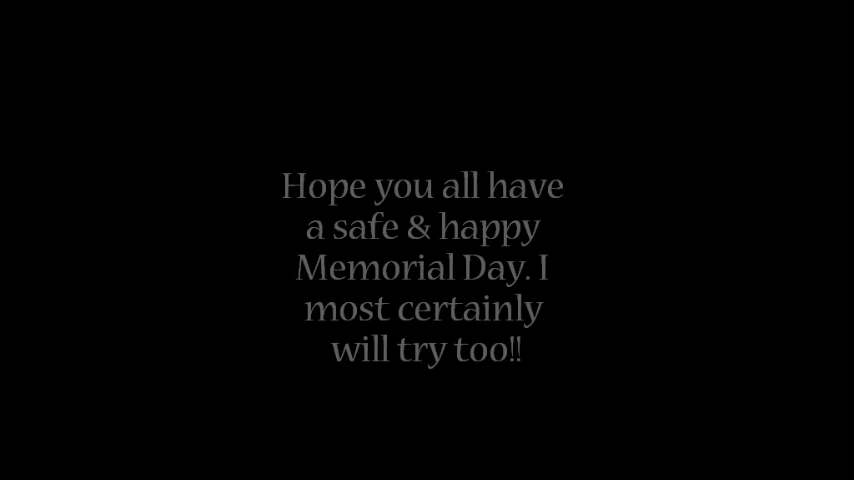 Hope you all have
a safe & happy
Memorial Day. I
most certainly
will try too!!